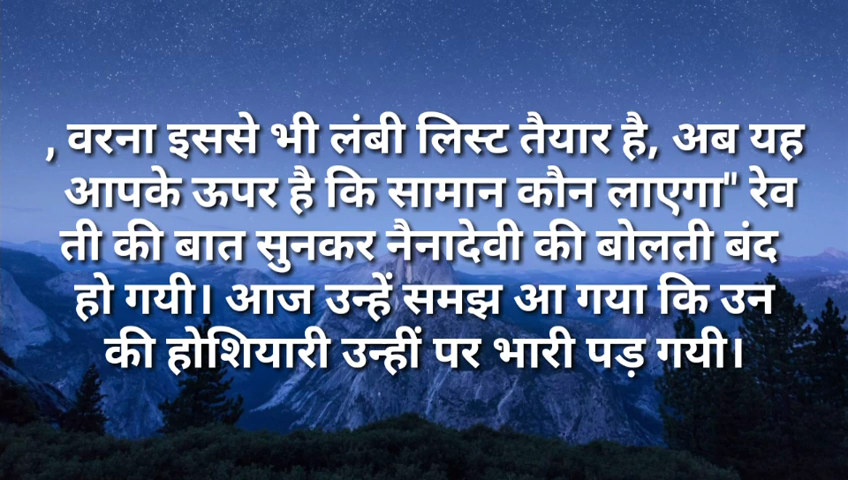 , वरना इससे भी लंबी लिस्ट तैयार है, अब यह
आपके ऊपर है कि सामान कौन लाएगा" रेव
ती की बात सुनकर नैनादेवी की बोलती बंद
हो गयी। आज उन्हें समझ आ गया कि उन
की होशियारी उन्हीं पर भारी पड़ गयी।